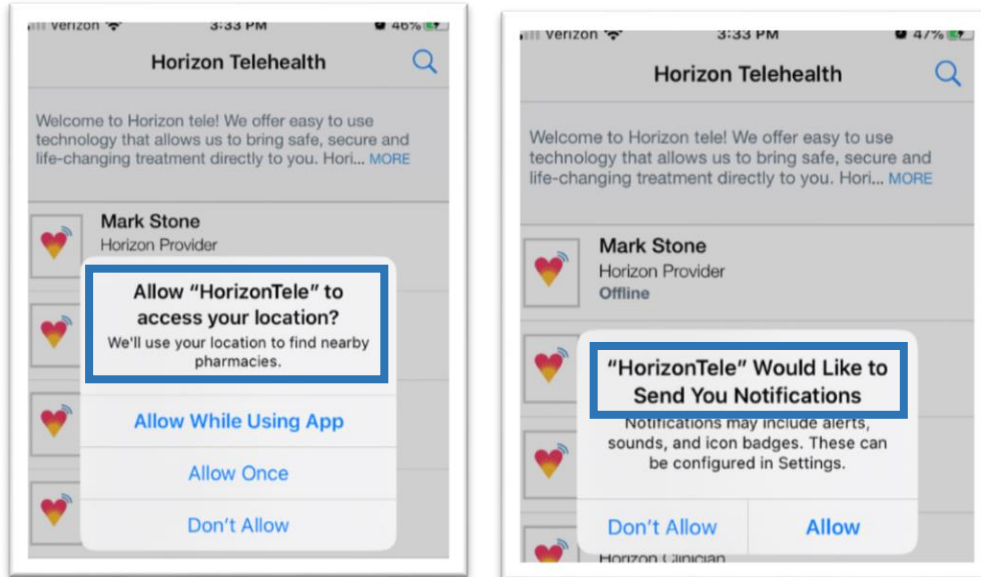 Verizon 3:33 PM 46%
Horizon Telehealth
Welcome to Horizon tele! We offer easy to use
technology that allows us to bring safe, secure and
life-changing treatment directly to you. Hori... MORE
Mark Stone
Horizon Provider
Allow “HorizonTele” to
access your location?
We'll use your location to find nearby
pharmacies.
Allow While Using App
Allow Once
Don't Allow
Verizon 3:33 PM 47%
Horizon Telehealth
Welcome to Horizon tele! We offer easy to use
technology that allows us to bring safe, secure and
life-changing treatment directly to you. Hori... MORE
Mark Stone
Horizon Provider
Offline
“HorizonTele” Would Like to
Send You Notifications
Notifications may include alerts,
sounds, and icon badges. These can
be configured in Settings.
Don't Allow Allow
Horizon Clinician